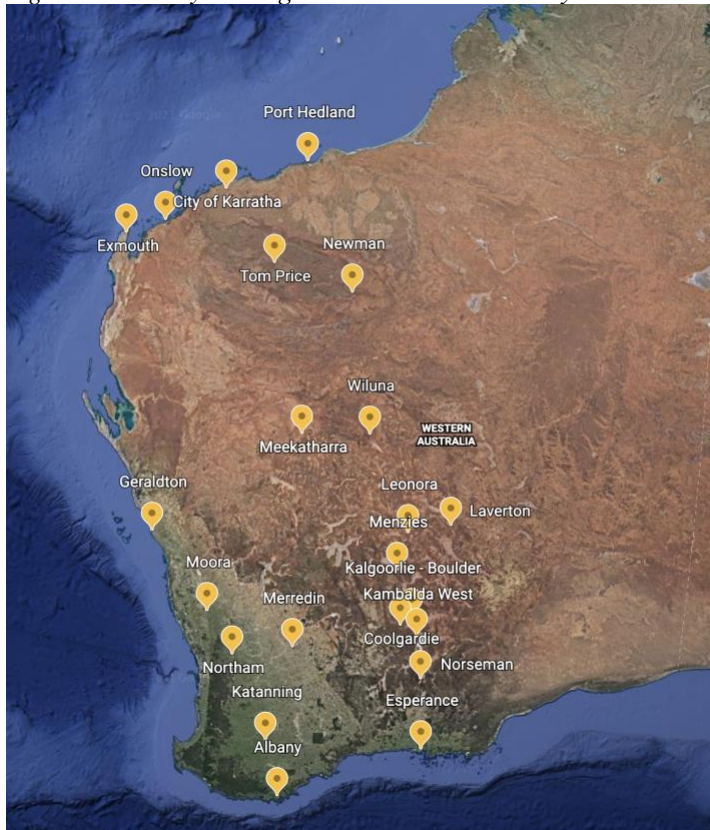 Port Hedland
Onslow
City of Karratha
Exmouth
Newman
Tom Price
Wiluna
WESTERN
AUSTRALIA
Meekatharra
Geraldton
Leonora
Laverton
Menzies
Moora
Kalgoorlie - Boulder
Kambalda West
Merredin
Coolgardie
Northam
Norseman
Katanning
Esperance
Albany